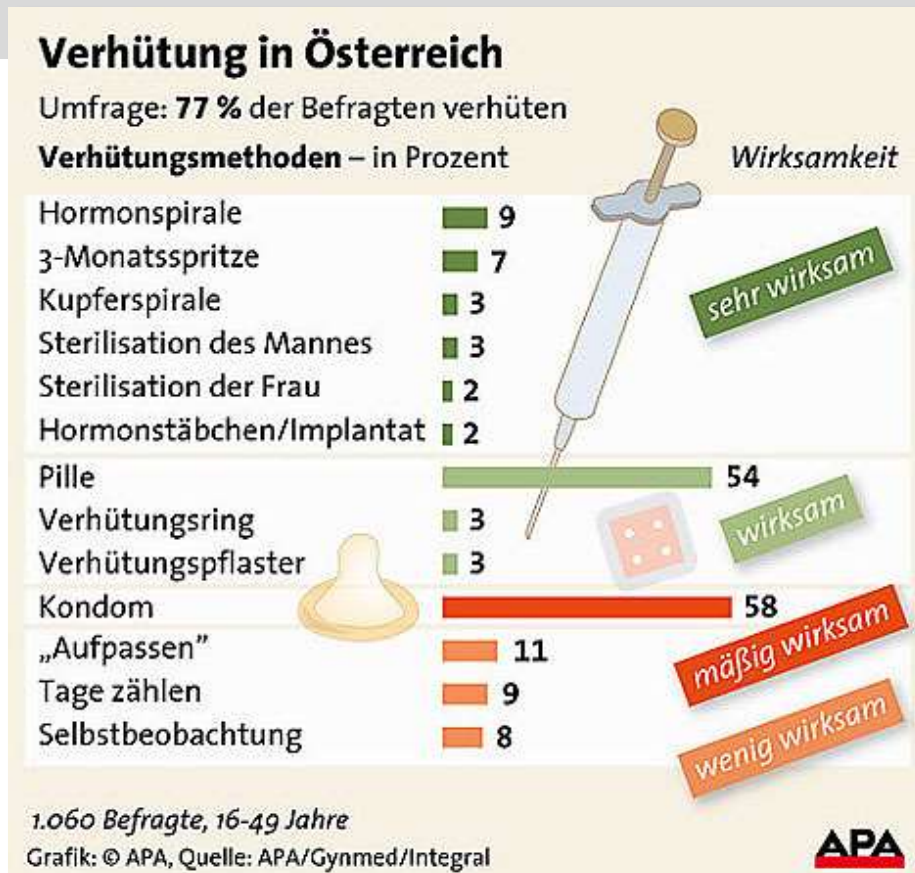 Verhütung in Österreich
Umfrage: 77 % der Befragten verhüten
Verhütungsmethoden – in Prozent
Wirksamkeit
Hormonspirale 9
3-Monatsspritze 7
Kupferspirale 3
Sterilisation des Mannes 3
Sterilisation der Frau 2
Hormonstäbchen/Implantat 2
sehr wirksam
Pille 54
Verhütungsring 3
Verhütungspflaster 3
wirksam
Kondom 58
mäßig wirksam
„Aufpassen” 11
Tage zählen 9
Selbstbeobachtung 8
wenig wirksam
1.060 Befragte, 16-49 Jahre
Grafik: © APA, Quelle: APA/Gynmed/Integral
APA